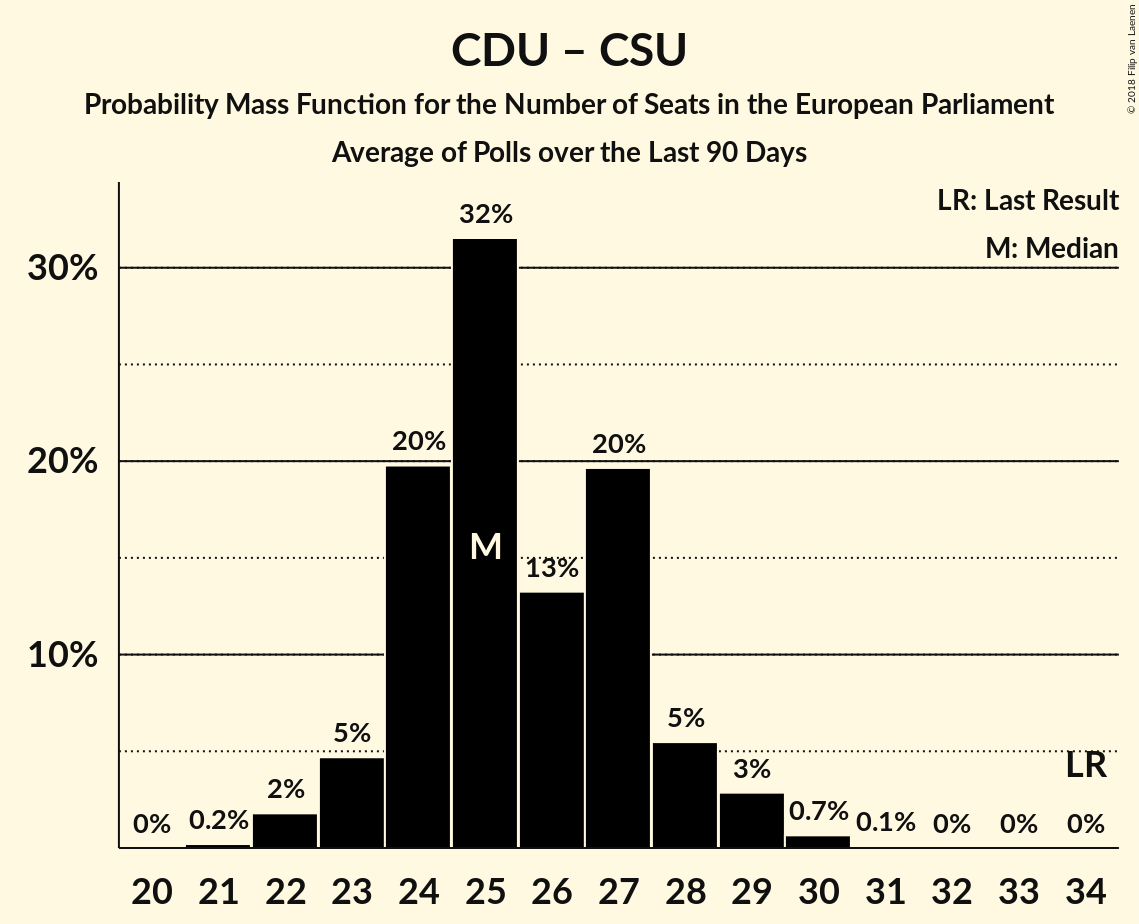 CDU – CSU
Probability Mass Function for the Number of Seats in the European Parliament
Average of Polls over the Last 90 Days
© 2018 Filip van Laenen
LR: Last Result
M: Median
32%
30%
20%
20%
20%
M
13%
10%
5%
5%
LR
3%
2%
0%
0.2%
0.7%
0.1%
0%
0%
0%
20 21 22 23 24 25 26 27 28 29 30 31 32 33 34